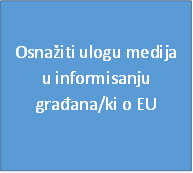 Osnažiti ulogu medija
u informisanju
građana/ki o EU